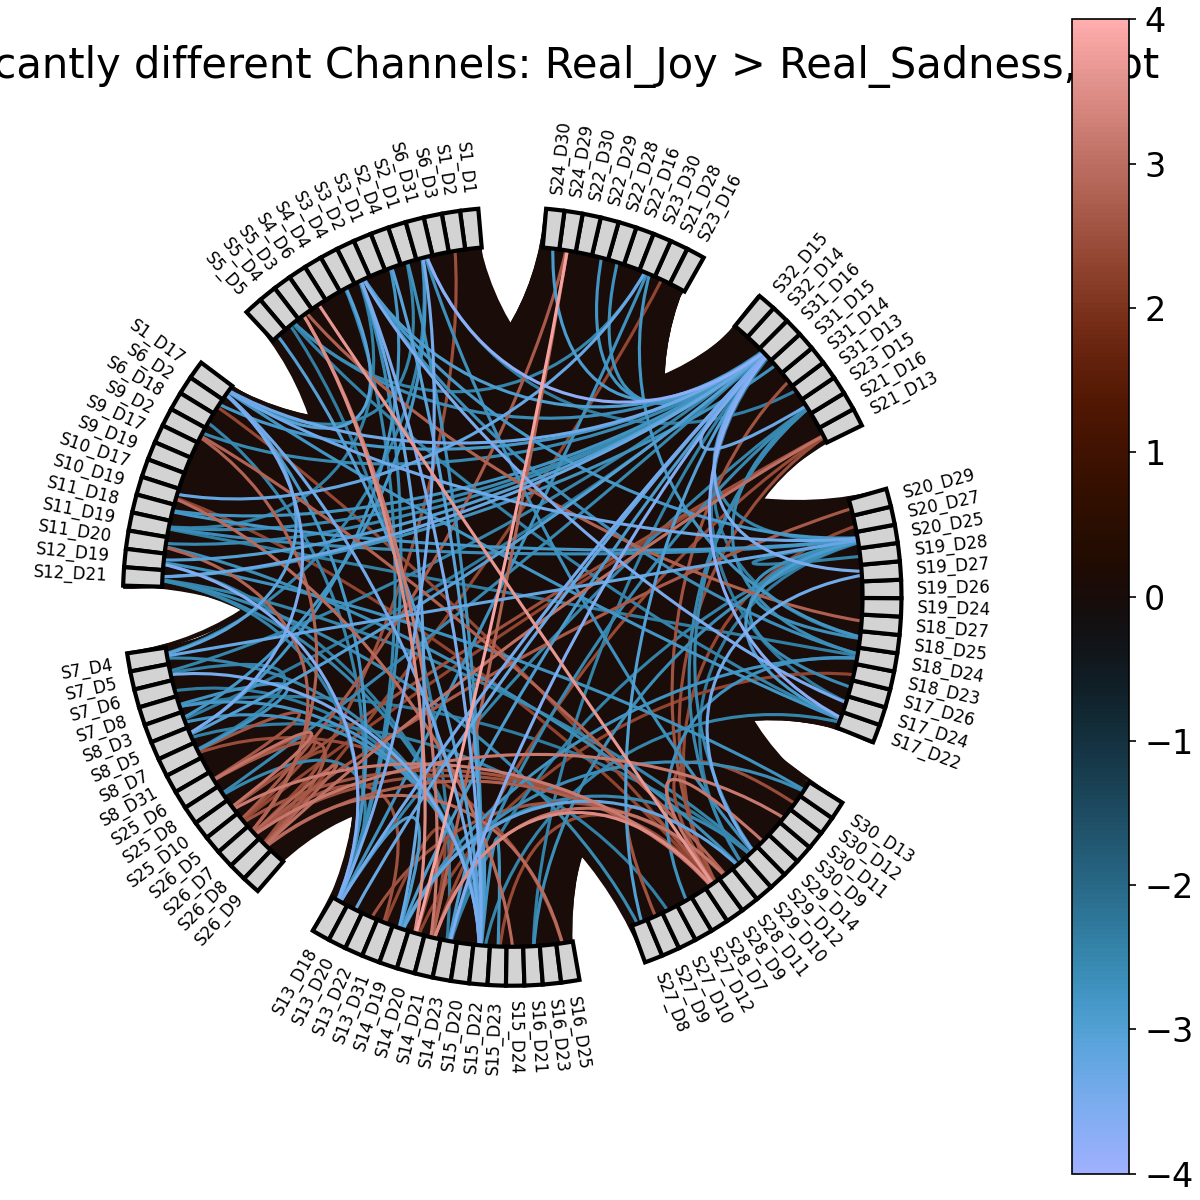 cantly different Channels: Real_Joy > Real_Sadness,
4
3
2
1
0
−1
−2
−3
−4
S1_D1
S1_D2
S6_D3
S6_D31
S2_D1
S2_D4
S3_D1
S3_D2
S3_D4
S4_D4
S4_D6
S5_D3
S5_D4
S5_D5
S1_D17
S6_D2
S6_D18
S9_D2
S9_D17
S9_D19
S10_D17
S10_D19
S11_D18
S11_D19
S11_D20
S12_D19
S12_D21
S7_D4
S7_D5
S7_D6
S7_D8
S8_D3
S8_D5
S8_D7
S8_D31
S25_D6
S25_D8
S25_D10
S26_D5
S26_D7
S26_D8
S26_D9
S13_D18
S13_D20
S13_D22
S13_D31
S14_D19
S14_D20
S14_D21
S14_D23
S15_D20
S15_D22
S15_D23
S15_D24
S16_D21
S16_D23
S16_D25
S27_D8
S27_D9
S27_D10
S27_D12
S28_D7
S28_D9
S28_D11
S29_D10
S29_D12
S29_D14
S30_D9
S30_D11
S30_D12
S30_D13
S17_D22
S17_D24
S17_D26
S18_D23
S18_D24
S18_D25
S18_D27
S19_D24
S19_D26
S19_D27
S19_D28
S20_D25
S20_D27
S20_D29
S21_D13
S21_D16
S23_D15
S31_D13
S31_D14
S31_D15
S31_D16
S32_D14
S32_D15
S23_D16
S21_D28
S23_D30
S22_D16
S22_D28
S22_D29
S22_D30
S24_D29
S24_D30